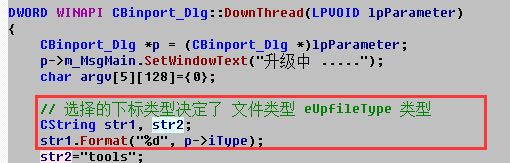 DWORD WINAPI CBinport_Dlg::DownThread(LPVOID lpParameter)
{
CBinport_Dlg *p = (CBinport_Dlg *)lpParameter;
p->m_MsgMain.SetWindowText("升级中 .....");
char argv[5][128]={0};
// 选择的下标类型决定了 文件类型 eUpfileType 类型
CString str1, str2;
str1.Format("%d", p->iType);
str2="tools";